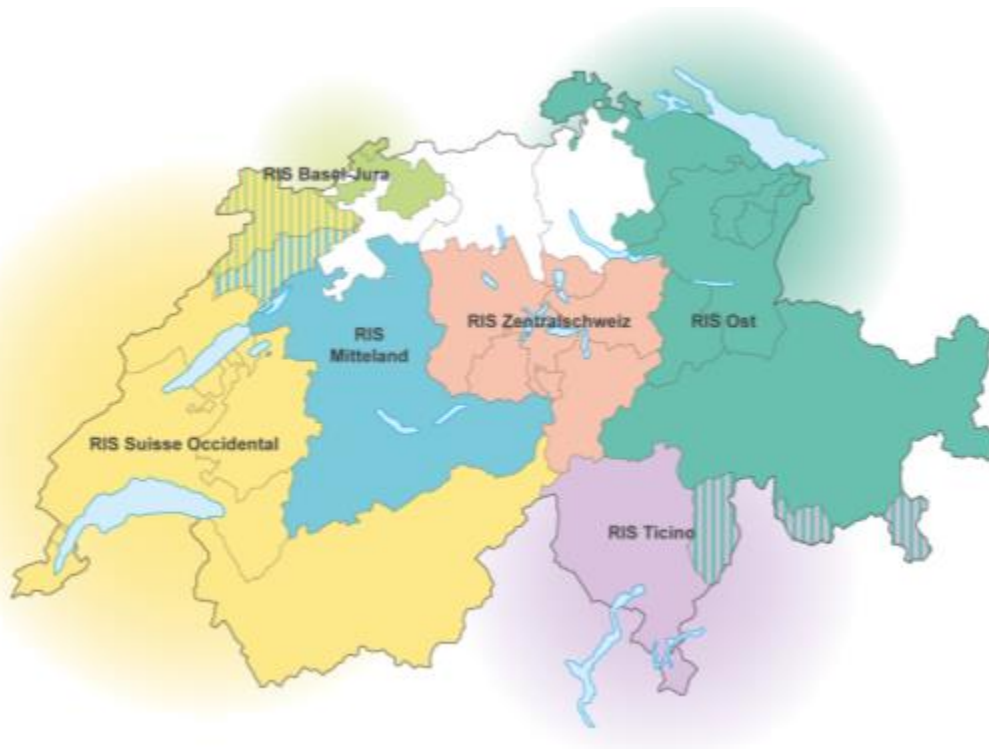 RIS Basel-Jura
RIS Zentralschweiz
RIS Ost
RIS
Mitteland
RIS Suisse Occidental
RIS Ticino